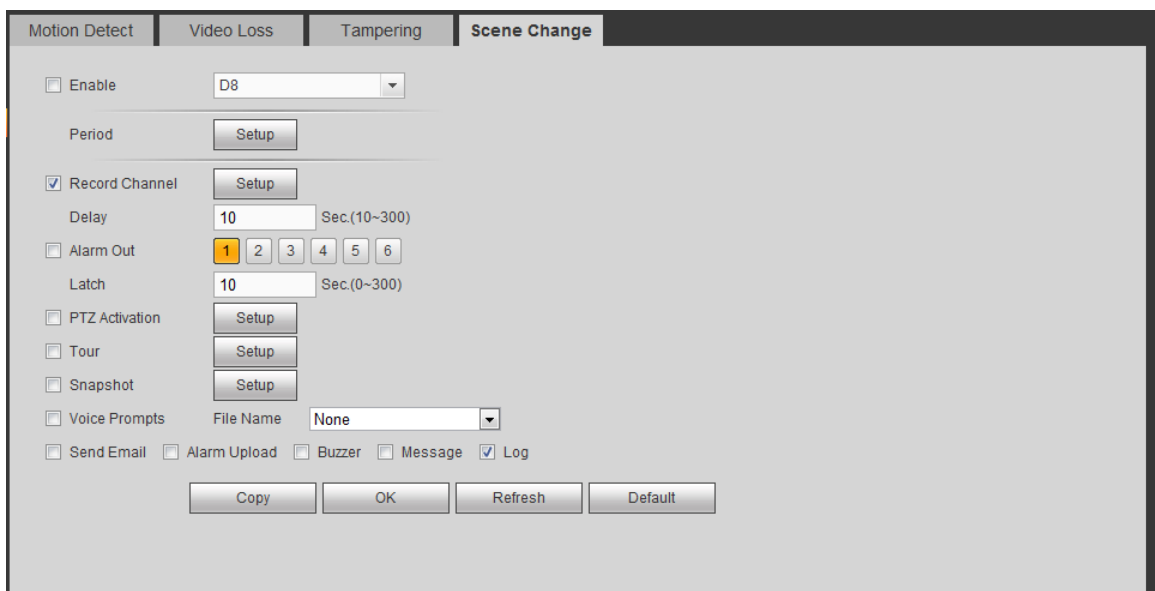 Motion Detect Video Loss Tampering Scene Change
Enable D8
Period Setup
Record Channel Setup
Delay 10 Sec.(10~300)
Alarm Out 1 2 3 4 5 6
Latch 10 Sec.(0~300)
PTZ Activation Setup
Tour Setup
Snapshot Setup
Voice Prompts File Name None
Send Email Alarm Upload Buzzer Message Log
Copy OK Refresh Default